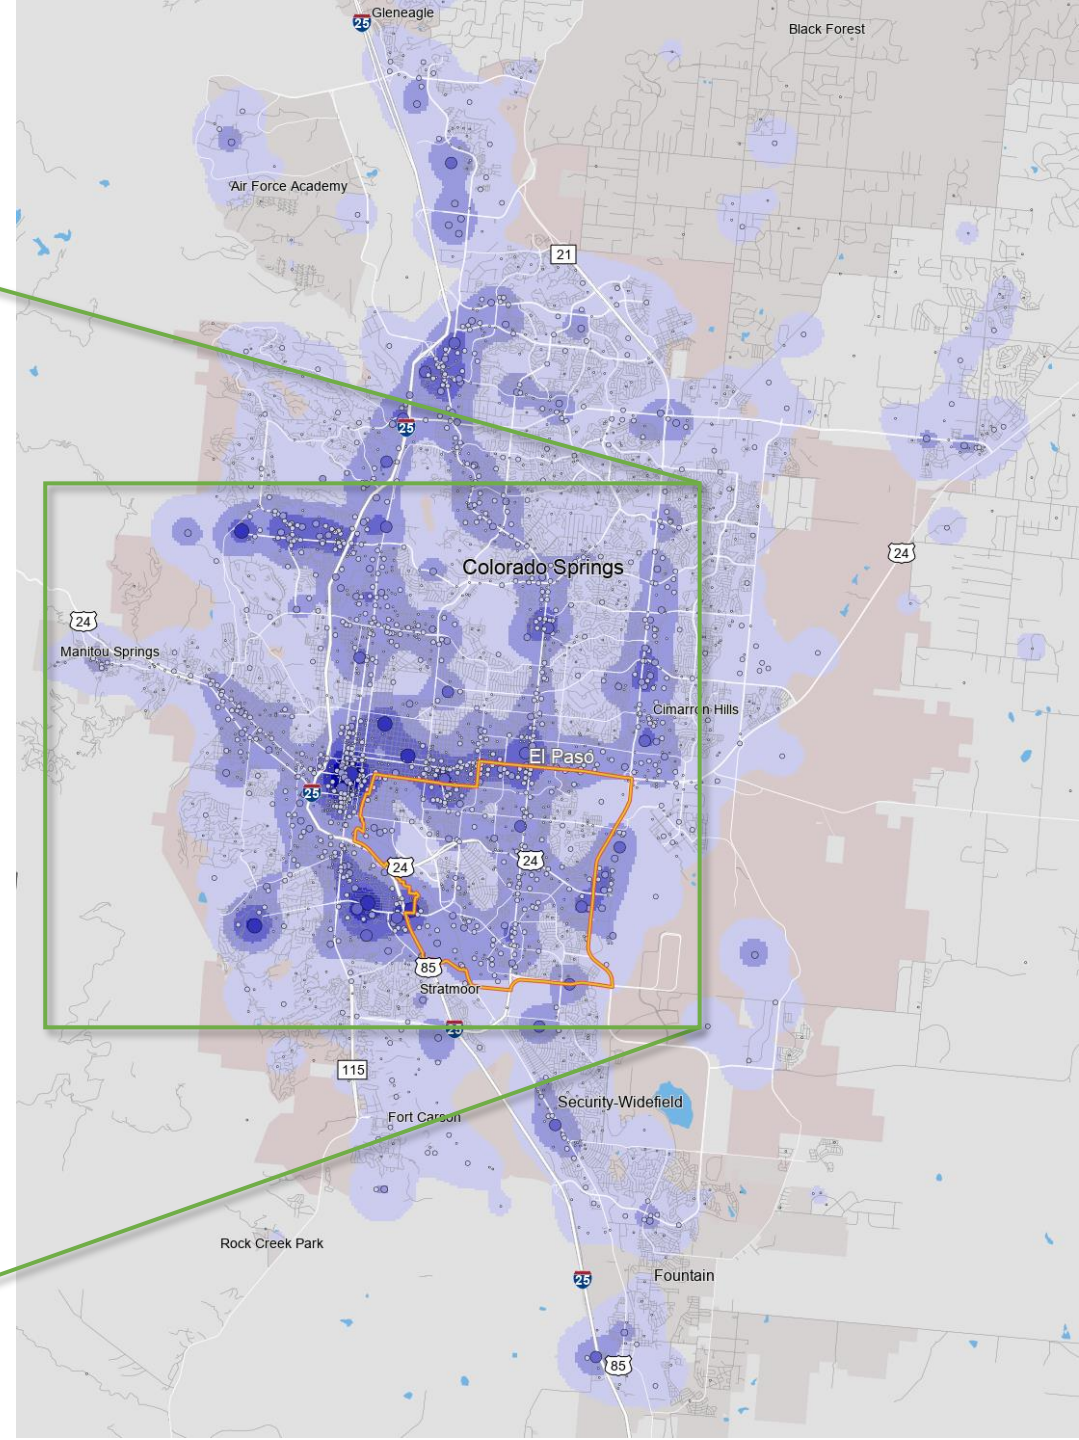 Gleneagle
25
Black Forest
Air Force Academy
21
25
24
Colorado Springs
24
Manitou Springs
Cimarron Hills
El Paso
25
24
24
85
Stratmoor
25
115
Security-Widefield
Fort Carson
Rock Creek Park
25
Fountain
85